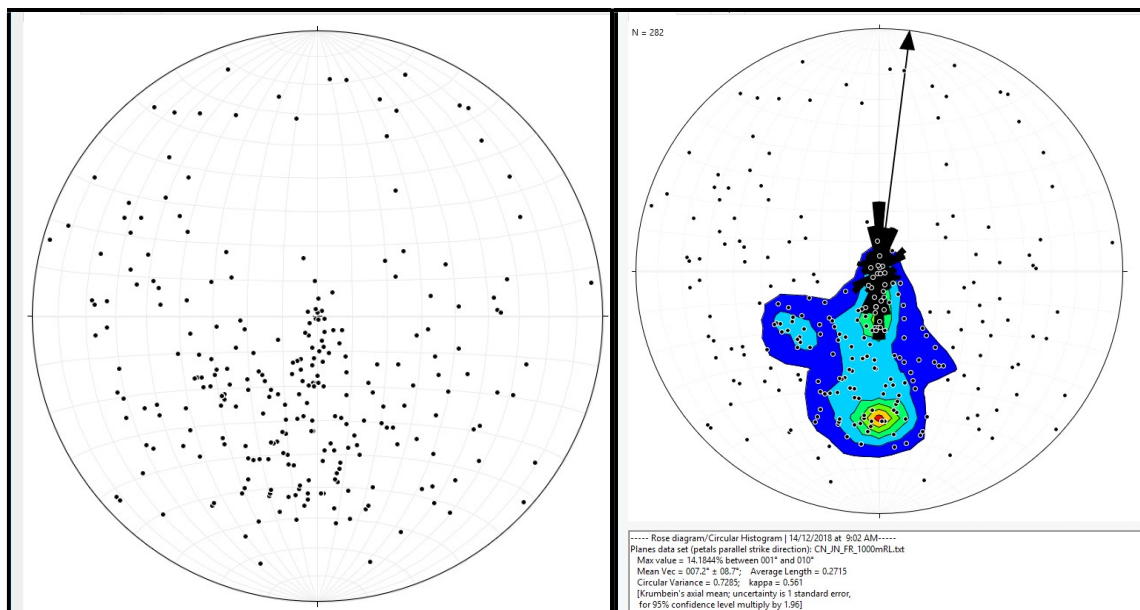 N = 282
----- Rose diagram/Circular Histogram | 14/12/2018 at  9:02 AM-----
Planes data set (petals parallel strike direction): CN_JN_FR_1000mRL.txt
Max value = 14.1844% between 001° and 010°
Mean Vec = 007.2° ± 08.7°;   Average Length = 0.2715
Circular Variance = 0.7285;  kappa = 0.561
[Krumbein's axial mean; uncertainty is 1 standard error,
for 95% confidence level multiply by 1.96]